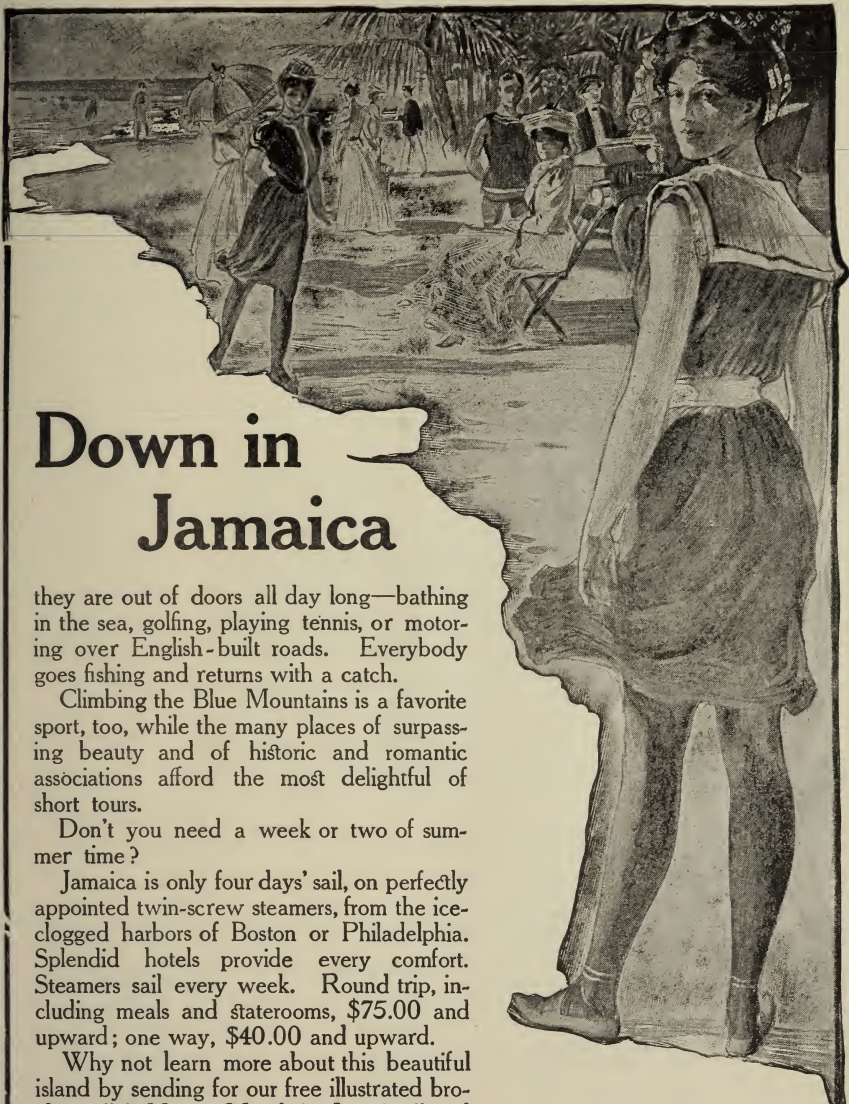 Down in
Jamaica
they are out of doors all day long—bathing
in the sea, golfing, playing tennis, or motor-
ing over English-built roads. Everybody
goes fishing and returns with a catch.
Climbing the Blue Mountains is a favorite
sport, too, while the many places of surpass-
ing beauty and of historic and romantic
associations afford the most delightful of
short tours.
Don't you need a week or two of sum-
mer time?
Jamaica is only four days' sail, on perfectly
appointed twin-screw steamers, from the ice-
clogged harbors of Boston or Philadelphia.
Splendid hotels provide every comfort.
Steamers sail every week. Round trip, in-
cluding meals and staterooms, $75.00 and
upward; one way, $40.00 and upward.
Why not learn more about this beautiful
island by sending for our free illustrated bro-